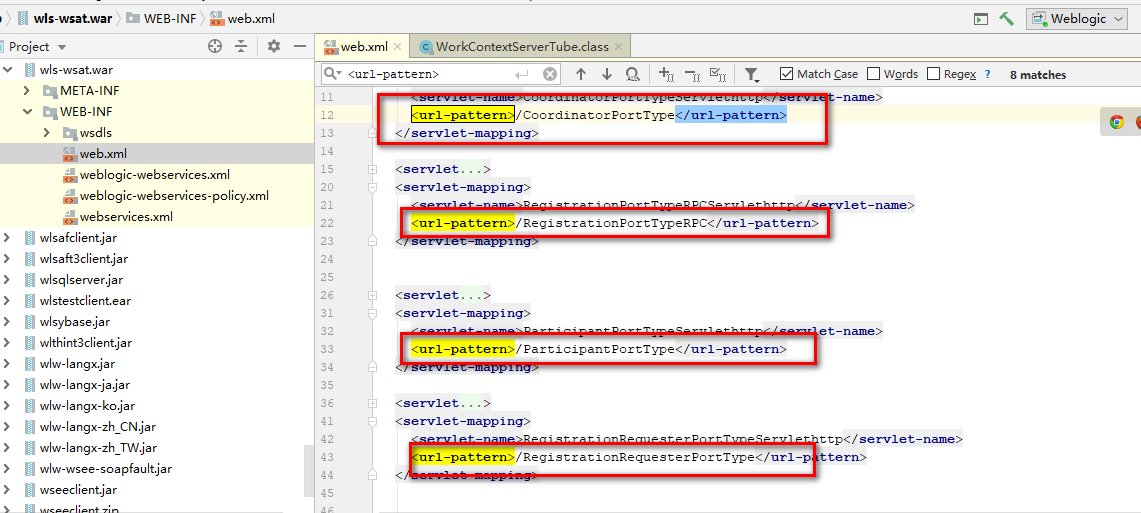 wls-wsat.war
WEB-INF
web.xml
Weblogic
Project
web.xml
WorkContextServerTube.class
<url-pattern>
Match Case
Words
Regex
?
8 matches
wls-wsat.war
META-INF
WEB-INF
wsdls
web.xml
weblogic-webservices.xml
weblogic-webservices-policy.xml
webservices.xml
wlsafclient.jar
wlsaft3client.jar
wlsqlserver.jar
wlstestclient.ear
wlsybase.jar
wlthint3client.jar
wlw-langx.jar
wlw-langx-ja.jar
wlw-langx-ko.jar
wlw-langx-zh_CN.jar
wlw-langx-zh_TW.jar
wlw-wsee-soapfault.jar
wseeclient.jar
wseeclient.zip
11 <servlet-name>CoordinatorPortTypeServlethttp</servlet-name>
12 <url-pattern>/CoordinatorPortType</url-pattern>
13 </servlet-mapping>
14
15 <servlet...>
20 <servlet-mapping>
21 <servlet-name>RegistrationPortTypeRPCServlethttp</servlet-name>
22 <url-pattern>/RegistrationPortTypeRPC</url-pattern>
23 </servlet-mapping>
24
25
26 <servlet...>
31 <servlet-mapping>
32 <servlet-name>ParticipantPortTypeServlethttp</servlet-name>
33 <url-pattern>/ParticipantPortType</url-pattern>
34 </servlet-mapping>
35
36 <servlet...>
41 <servlet-mapping>
42 <servlet-name>RegistrationRequesterPortTypeServlethttp</servlet-name>
43 <url-pattern>/RegistrationRequesterPortType</url-pattern>
44 </servlet-mapping>
45
46